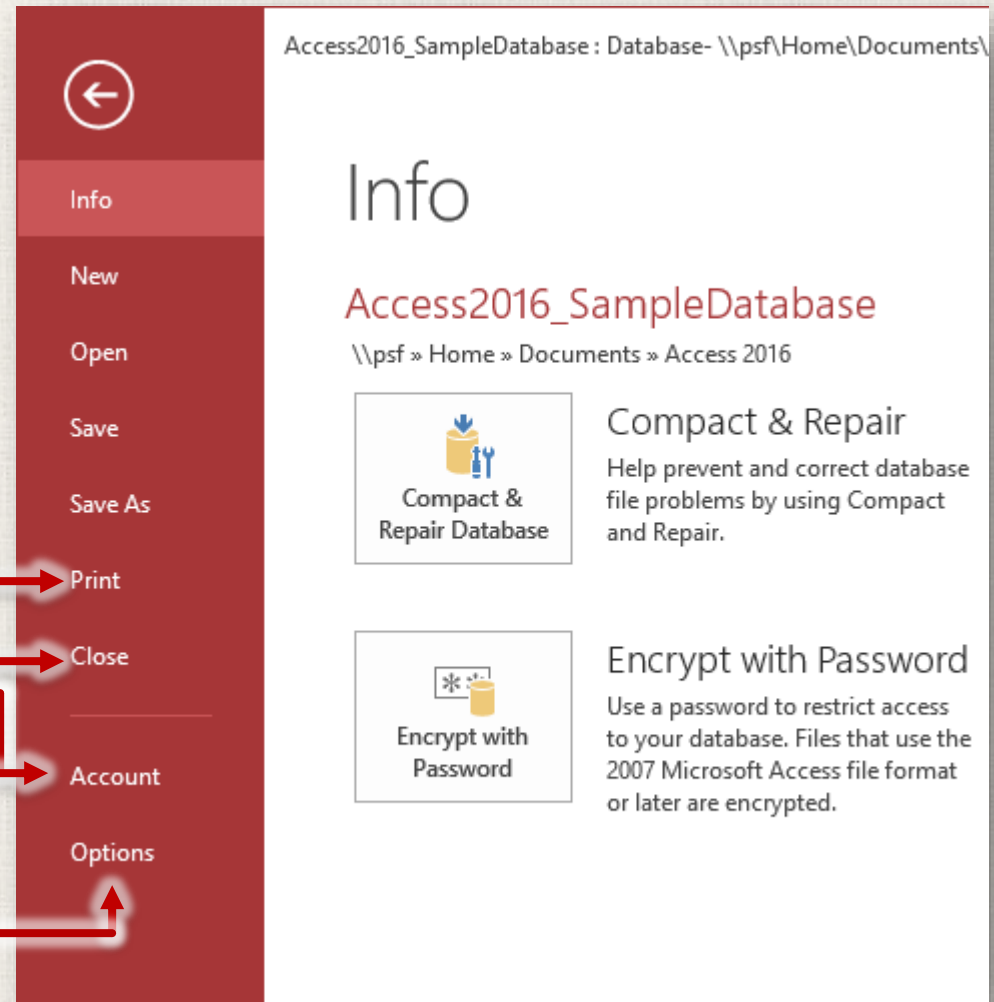 Access2016_SampleDatabase : Database- \\psf\Home\Documents\
Info
New
Open
Save
Save As
Print
Close
Account
Options
Info
Access2016_SampleDatabase
\\psf » Home » Documents » Access 2016
Compact &
Repair Database
Compact & Repair
Help prevent and correct database
file problems by using Compact
and Repair.
Encrypt with
Password
Encrypt with Password
Use a password to restrict access
to your database. Files that use the
2007 Microsoft Access file format
or later are encrypted.